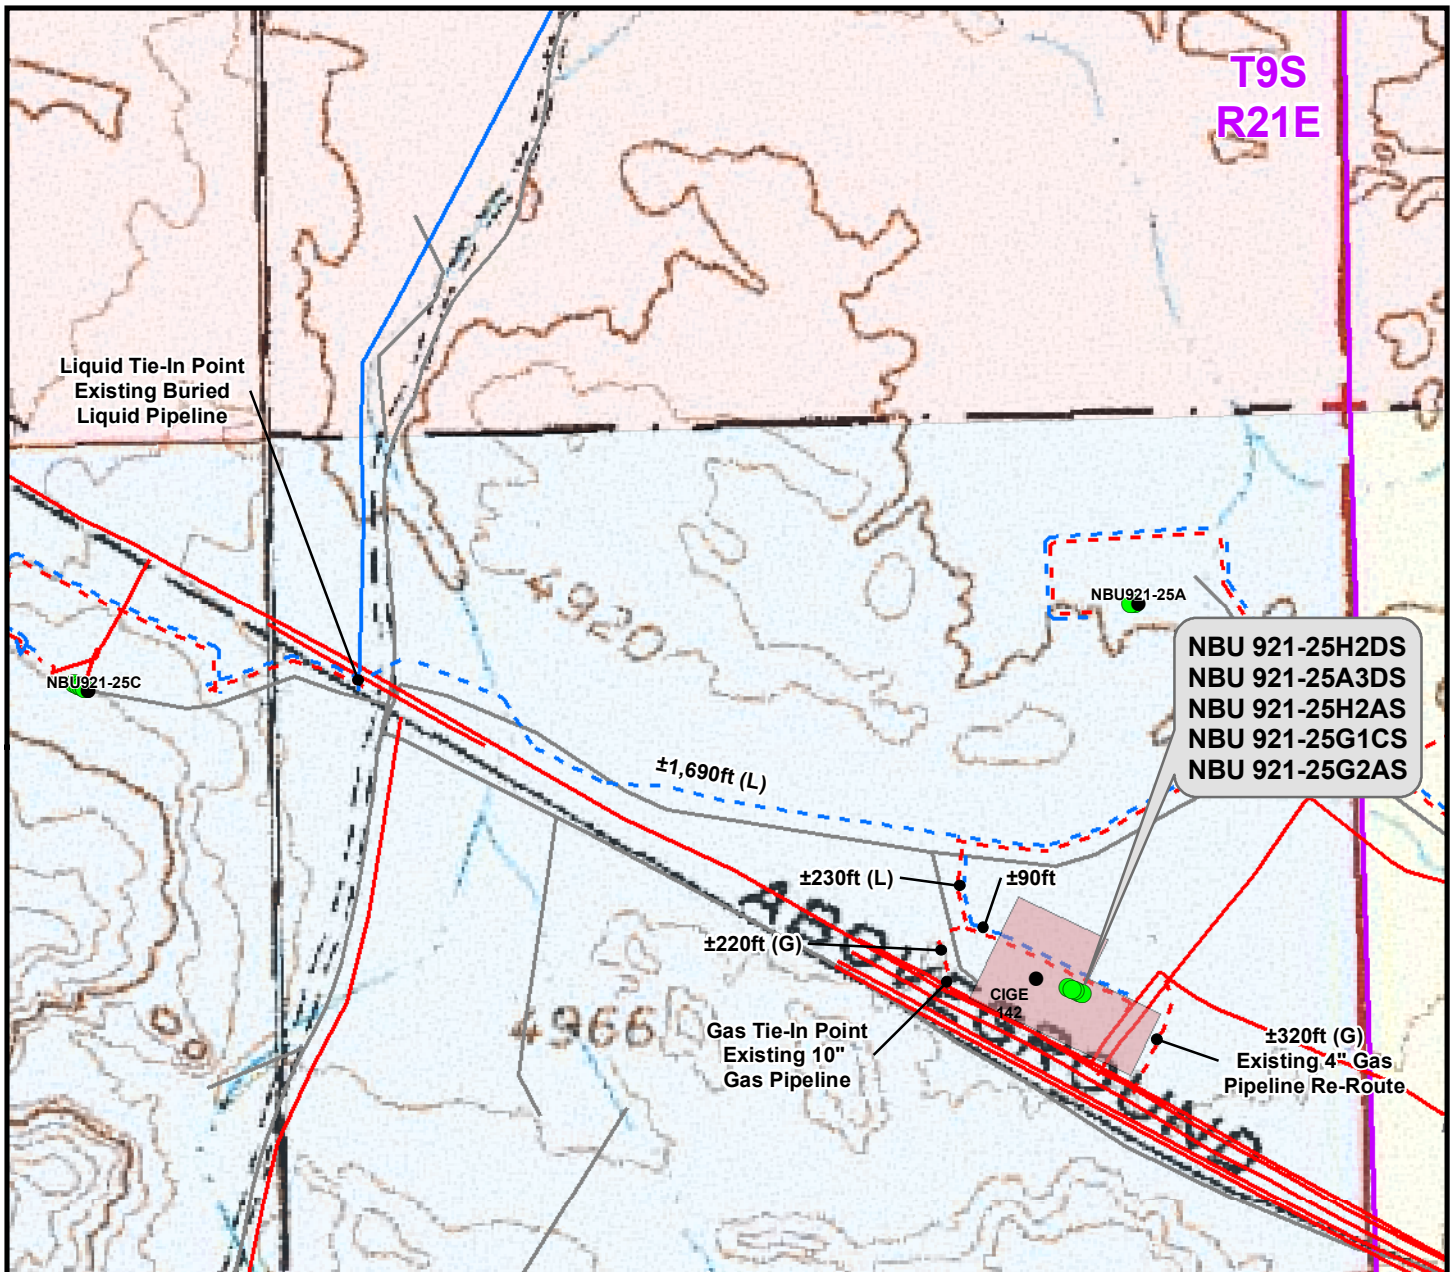 T9S
R21E
Liquid Tie-In Point
Existing Buried
Liquid Pipeline
4920
NBU921-25A
NBU 921-25H2DS
NBU 921-25A3DS
NBU 921-25H2AS
NBU 921-25G1CS
NBU 921-25G2AS
NBU921-25C
±1,690ft (L)
±230ft (L)
±90ft
±220ft (G)
CIGE
142
4966
Gas Tie-In Point
Existing 10"
Gas Pipeline
±320ft (G)
Existing 4" Gas
Pipeline Re-Route